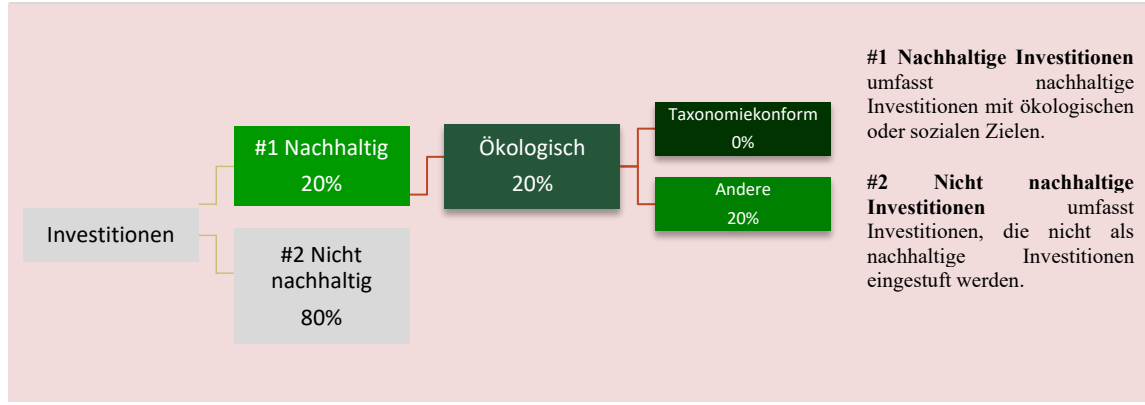 Investitionen
#1 Nachhaltig
20%
#2 Nicht
nachhaltig
80%
Ökologisch
20%
Taxonomiekonform
0%
Andere
20%
#1 Nachhaltige Investitionen
umfasst nachhaltige
Investitionen mit ökologischen
oder sozialen Zielen.
#2 Nicht nachhaltige
Investitionen umfasst
Investitionen, die nicht als
nachhaltige Investitionen
eingestuft werden.